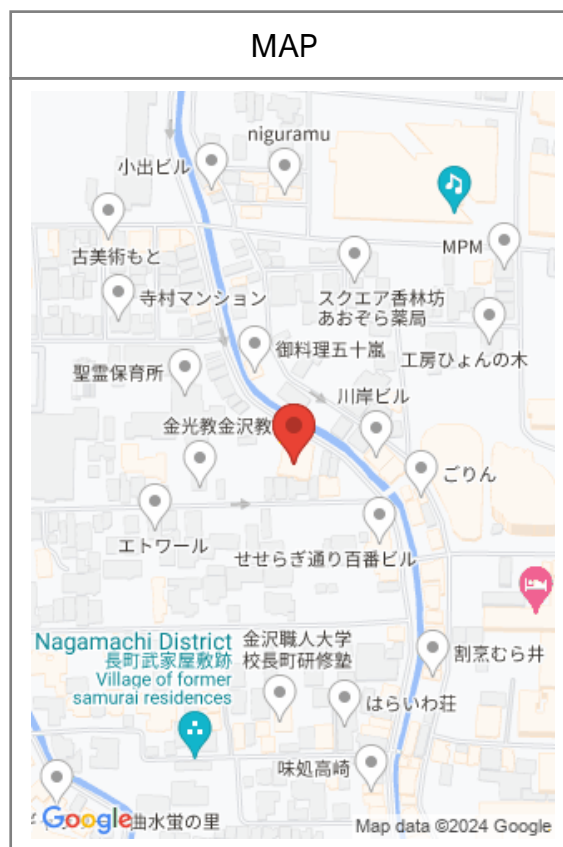 MAP
niguramu
小出ビル
古美術もと
MPM
寺村マンション
スクエア香林坊
あおぞら薬局
御料理五十嵐
工房ひょんの木
聖霊保育所
川岸ビル
金光教金沢教
ごりん
エトワール
せせらぎ通り百番ビル
Nagamachi District
長町武家屋敷跡
Village of former
samurai residences
金沢職人大学
校長町研修塾
割烹むら井
はらいわ荘
味処高崎
Google
曲水蛍の里
Map data ©2024 Google